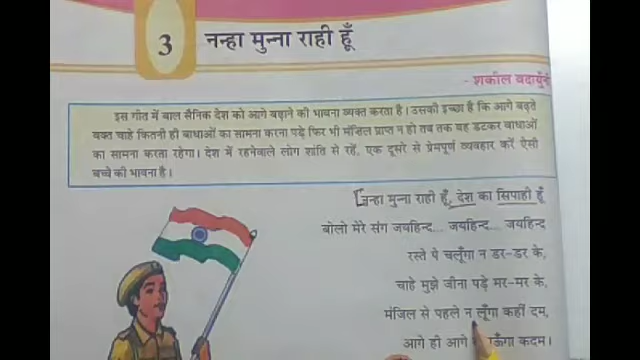 3
नन्हा मुन्ना राही हूँ
- शकील बदायुँनी
इस गीत में बाल सैनिक देश को आगे बढ़ाने की भावना व्यक्त करता है। उसकी इच्छा है कि आगे बढ़ते
वक्त चाहे कितनी ही बाधाओं का सामना करना पड़े फिर भी मंज़िल प्राप्त न हो तब तक वह डटकर बाधाओं
का सामना करता रहेगा। देश में रहनेवाले लोग शांति से रहें, एक दूसरे से प्रेमपूर्ण व्यवहार करें ऐसी
बच्चे की भावना है।
नन्हा मुन्ना राही हूँ, देश का सिपाही हूँ
बोलो मेरे संग जयहिन्द... जयहिन्द... जयहिन्द
रस्ते पे चलूँगा न डर-डर के,
चाहे मुझे जीना पड़े मर-मर के,
मंजिल से पहले न लूँगा कहीं दम,
आगे ही आगे कदम।